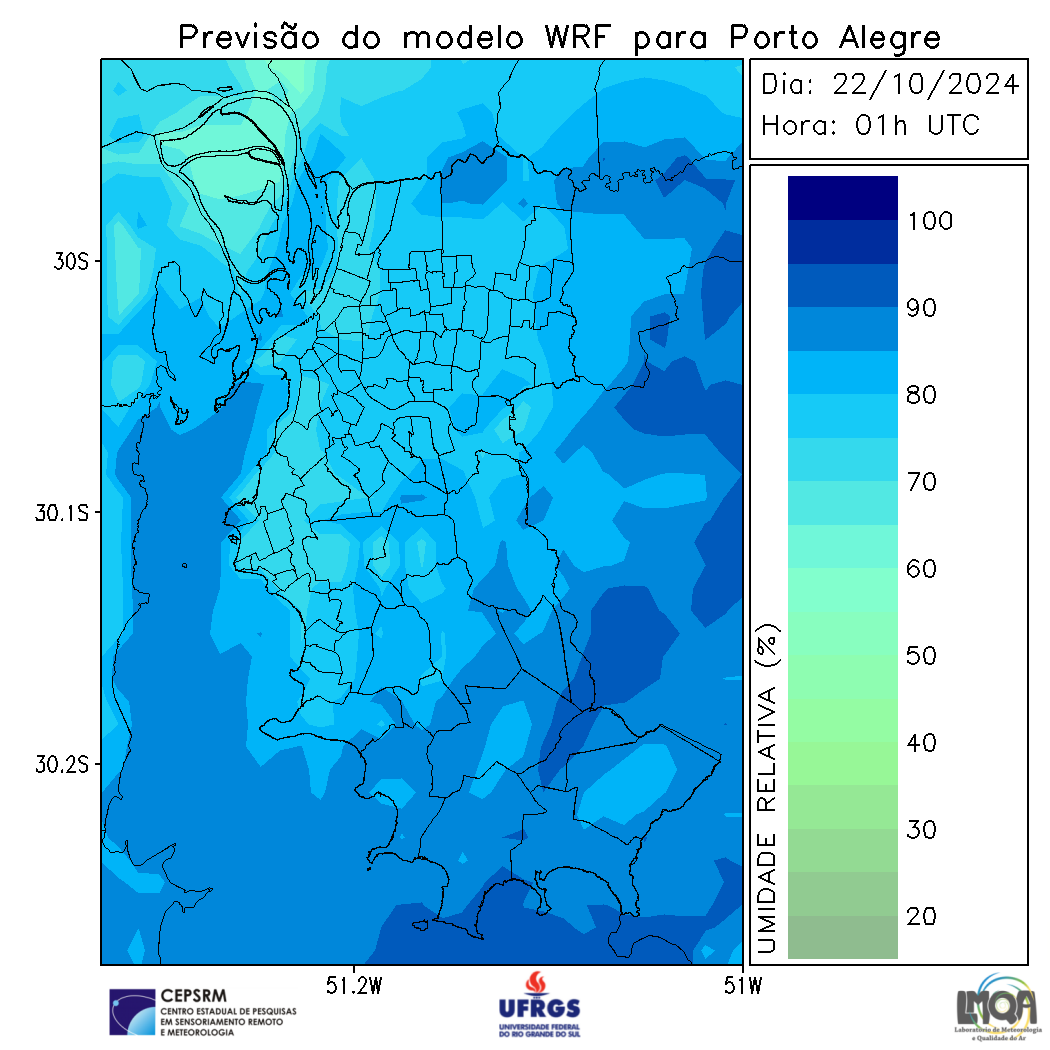 Previsão do modelo WRF para Porto Alegre
Dia: 22/10/2024
Hora: 01h UTC
30S
30.1S
30.2S
51.2W
51W
100
90
80
70
60
50
40
30
20
UMIDADE RELATIVA (%)
CEPSRM
CENTRO ESTADUAL DE PESQUISAS
EM SENSORIAMENTO REMOTO
E METEOROLOGIA
UFRGS
UNIVERSIDADE FEDERAL
DO RIO GRANDE DO SUL
LMQA
Laboratório de Meteorologia
e Qualidade do Ar